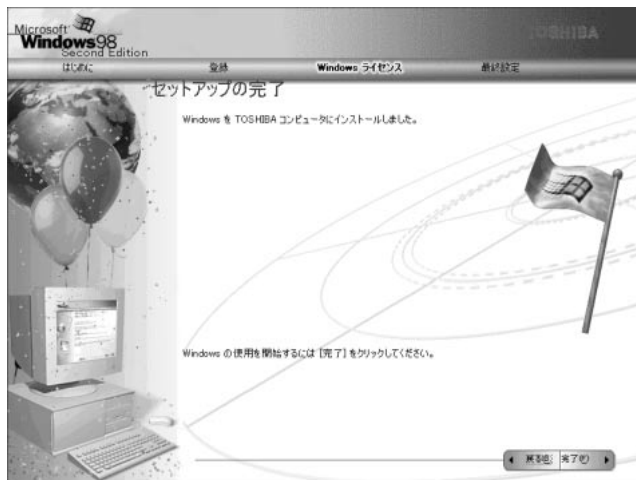 Microsoft
Windows98
Second Edition
TOSHIBA
はじめに 登録 Windows ライセンス 最終設定
セットアップの完了
Windows を TOSHIBA コンピュータにインストールしました。
Windows の使用を開始するには [完了] をクリックしてください。
戻る(B) 完了(F)